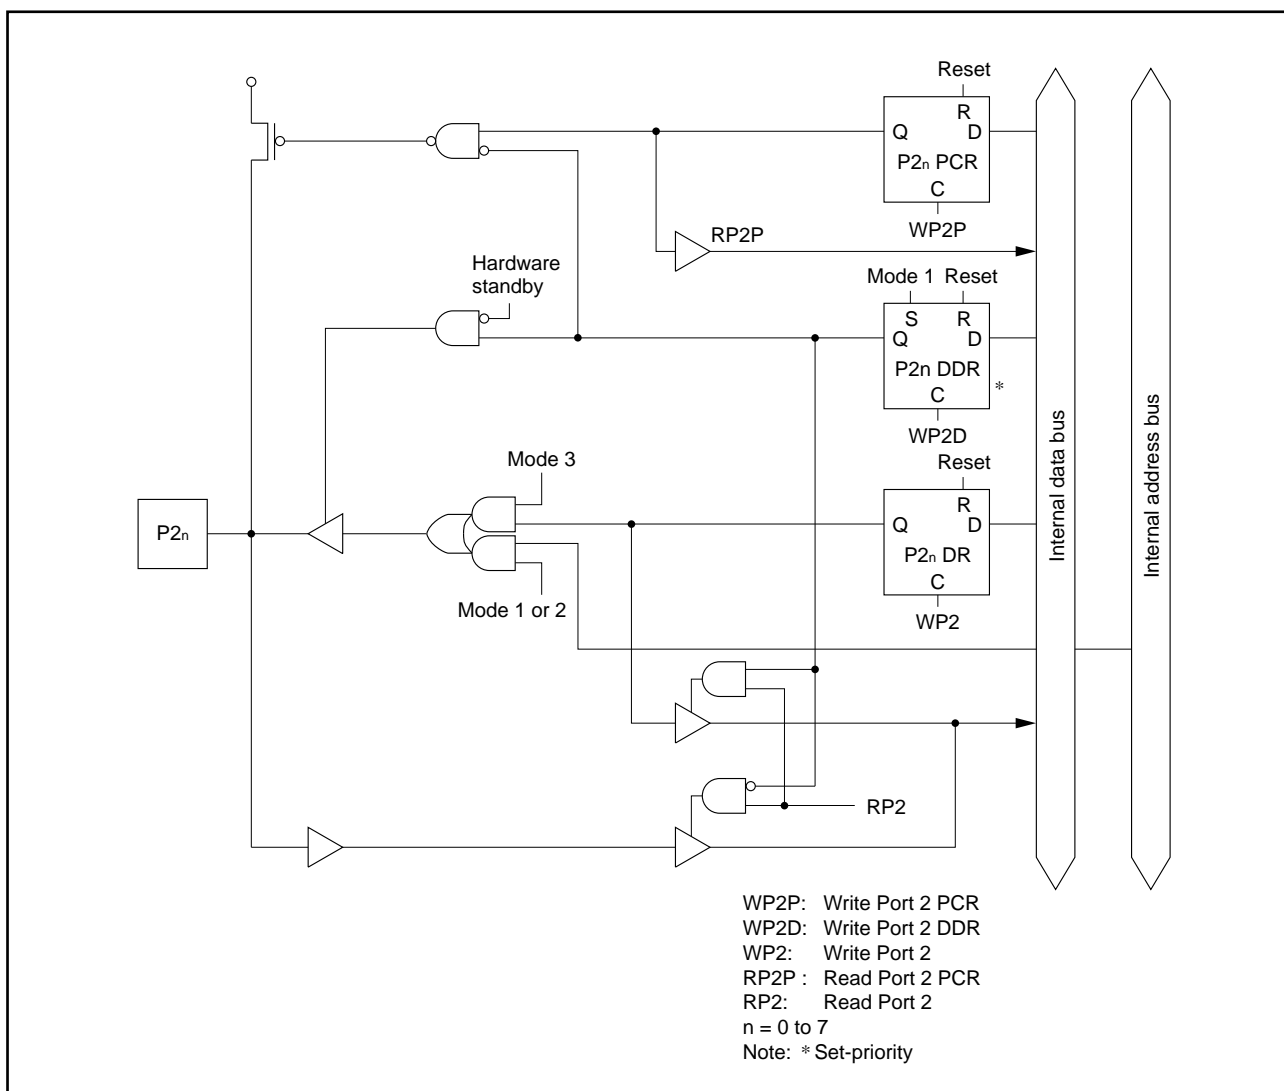 Reset
R
Q D
P2n PCR
C
WP2P
RP2P
Hardware
standby
Mode 1 Reset
S R
Q D
P2n DDR
C
*
WP2D
Mode 3
Reset
R
Q D
P2n
P2n DR
C
Mode 1 or 2
WP2
RP2
Internal data bus
Internal address bus
WP2P: Write Port 2 PCR
WP2D: Write Port 2 DDR
WP2: Write Port 2
RP2P : Read Port 2 PCR
RP2: Read Port 2
n = 0 to 7
Note: * Set-priority